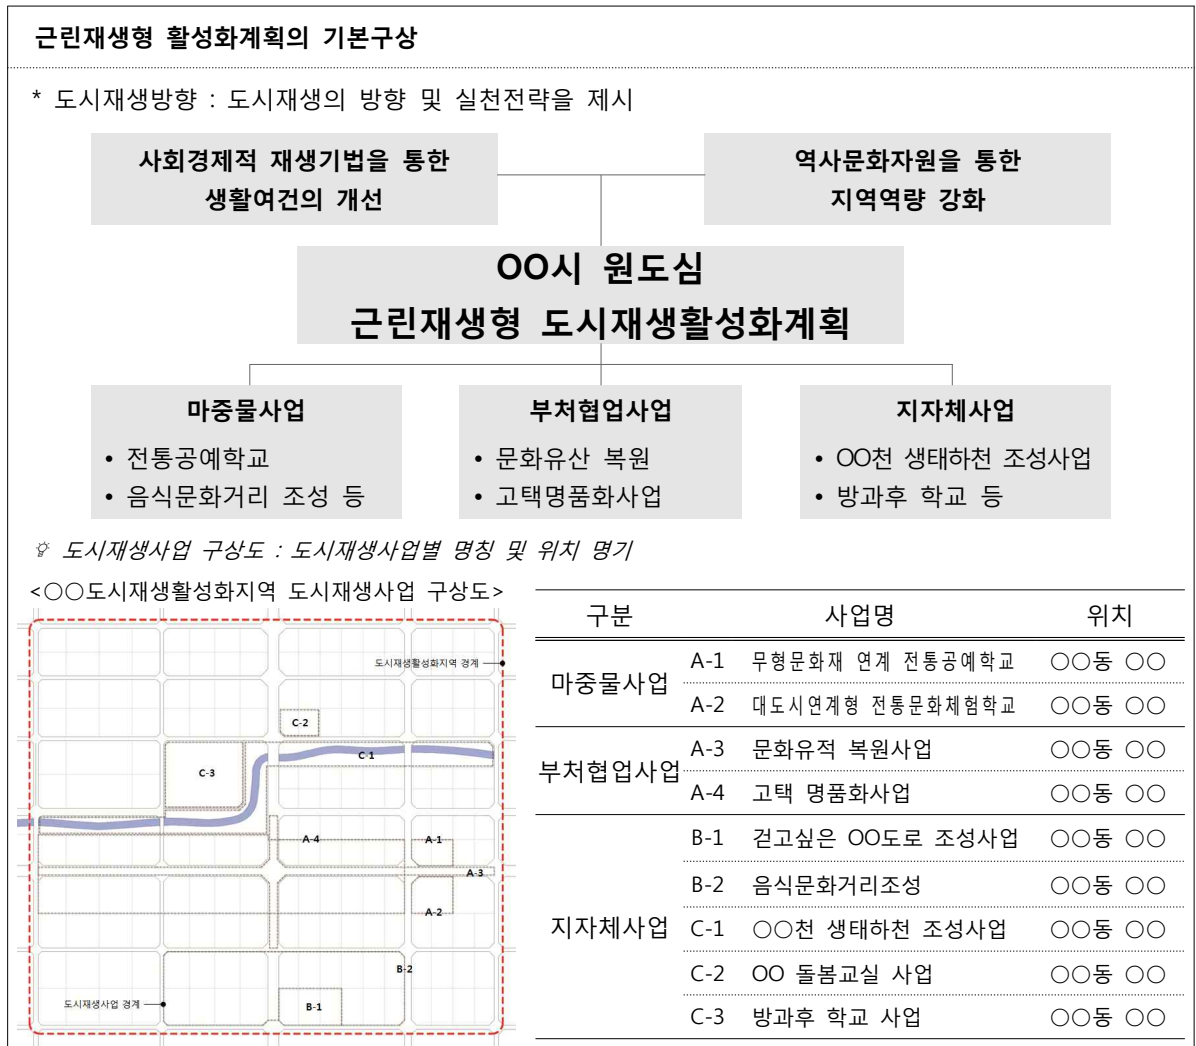 근린재생형 활성화계획의 기본구상
* 도시재생방향 : 도시재생의 방향 및 실천전략을 제시
사회경제적 재생기법을 통한
생활여건의 개선
역사문화자원을 통한
지역역량 강화
OO시 원도심
근린재생형 도시재생활성화계획
마중물사업
• 전통공예학교
• 음식문화거리 조성 등
부처협업사업
• 문화유산 복원
• 고택명품화사업
지자체사업
• OO천 생태하천 조성사업
• 방과후 학교 등
도시재생사업 구상도 : 도시재생사업별 명칭 및 위치 명기
<○○도시재생활성화지역 도시재생사업 구상도>
도시재생활성화지역 경계
C-2
C-1
C-3
A-4
A-1
A-3
A-2
B-2
도시재생사업 경계
B-1
구분 사업명 위치
마중물사업
A-1 무형문화재 연계 전통공예학교 ○○동 ○○
A-2 대도시연계형 전통문화체험학교 ○○동 ○○
부처협업사업
A-3 문화유적 복원사업 ○○동 ○○
A-4 고택 명품화사업 ○○동 ○○
지자체사업
B-1 걷고싶은 OO도로 조성사업 ○○동 ○○
B-2 음식문화거리조성 ○○동 ○○
C-1 ○○천 생태하천 조성사업 ○○동 ○○
C-2 OO 돌봄교실 사업 ○○동 ○○
C-3 방과후 학교 사업 ○○동 ○○